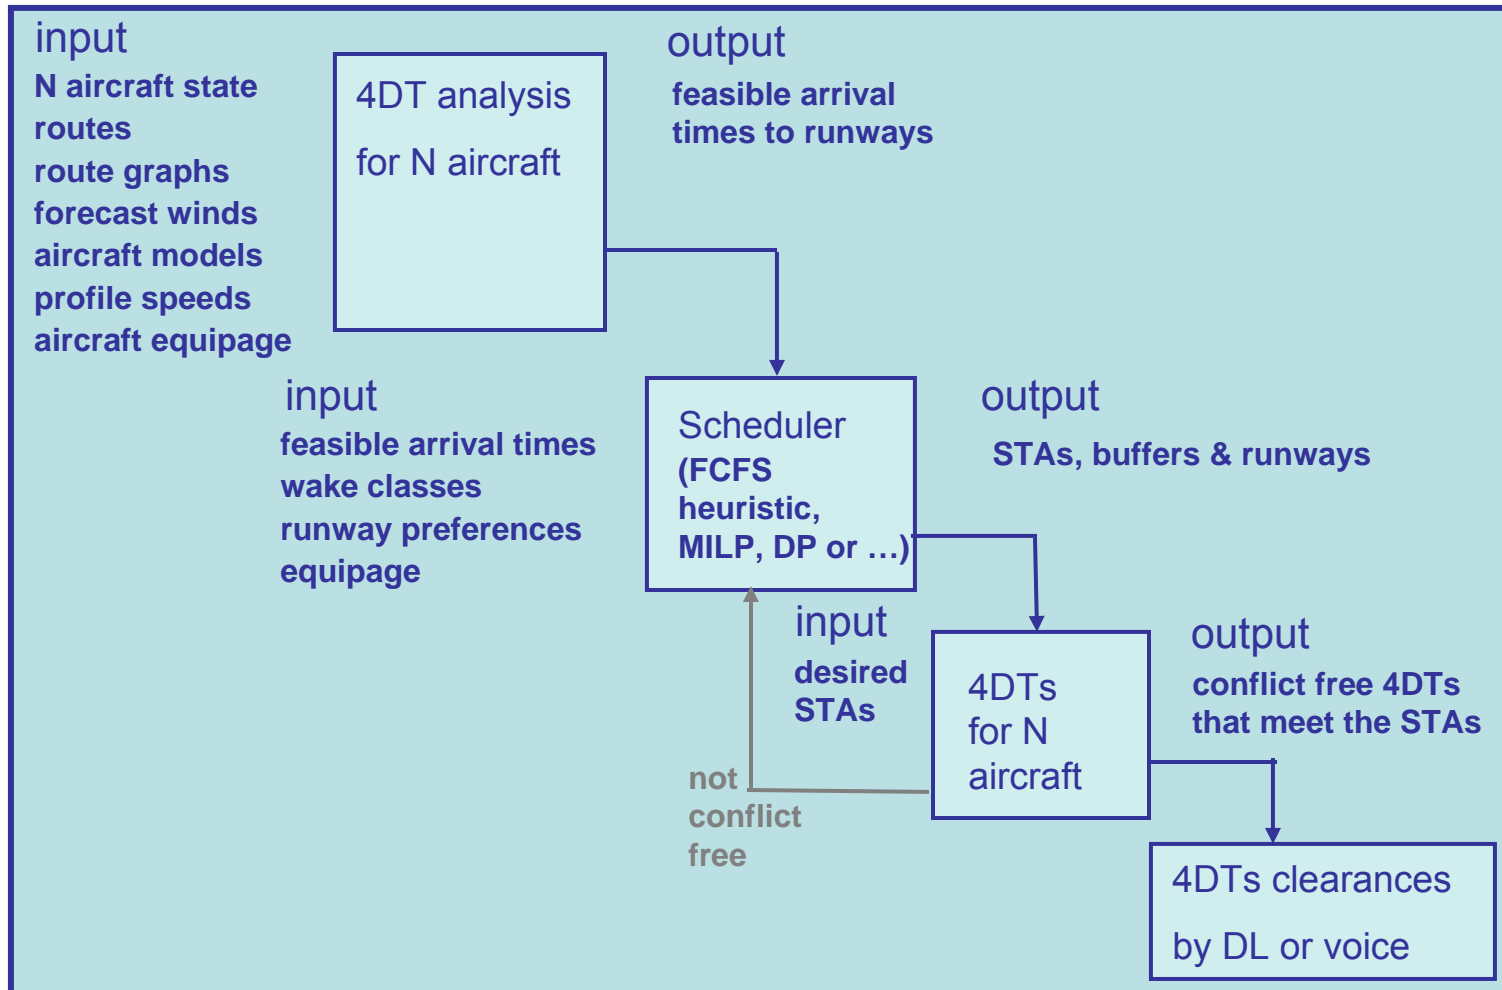 input
N aircraft state
routes
route graphs
forecast winds
aircraft models
profile speeds
aircraft equipage
4DT analysis
for N aircraft
output
feasible arrival
times to runways
input
feasible arrival times
wake classes
runway preferences
equipage
Scheduler
(FCFS
heuristic,
MILP, DP or …)
output
STAs, buffers & runways
input
desired
STAs
4DTs
for N
aircraft
output
conflict free 4DTs
that meet the STAs
not
conflict
free
4DTs clearances
by DL or voice